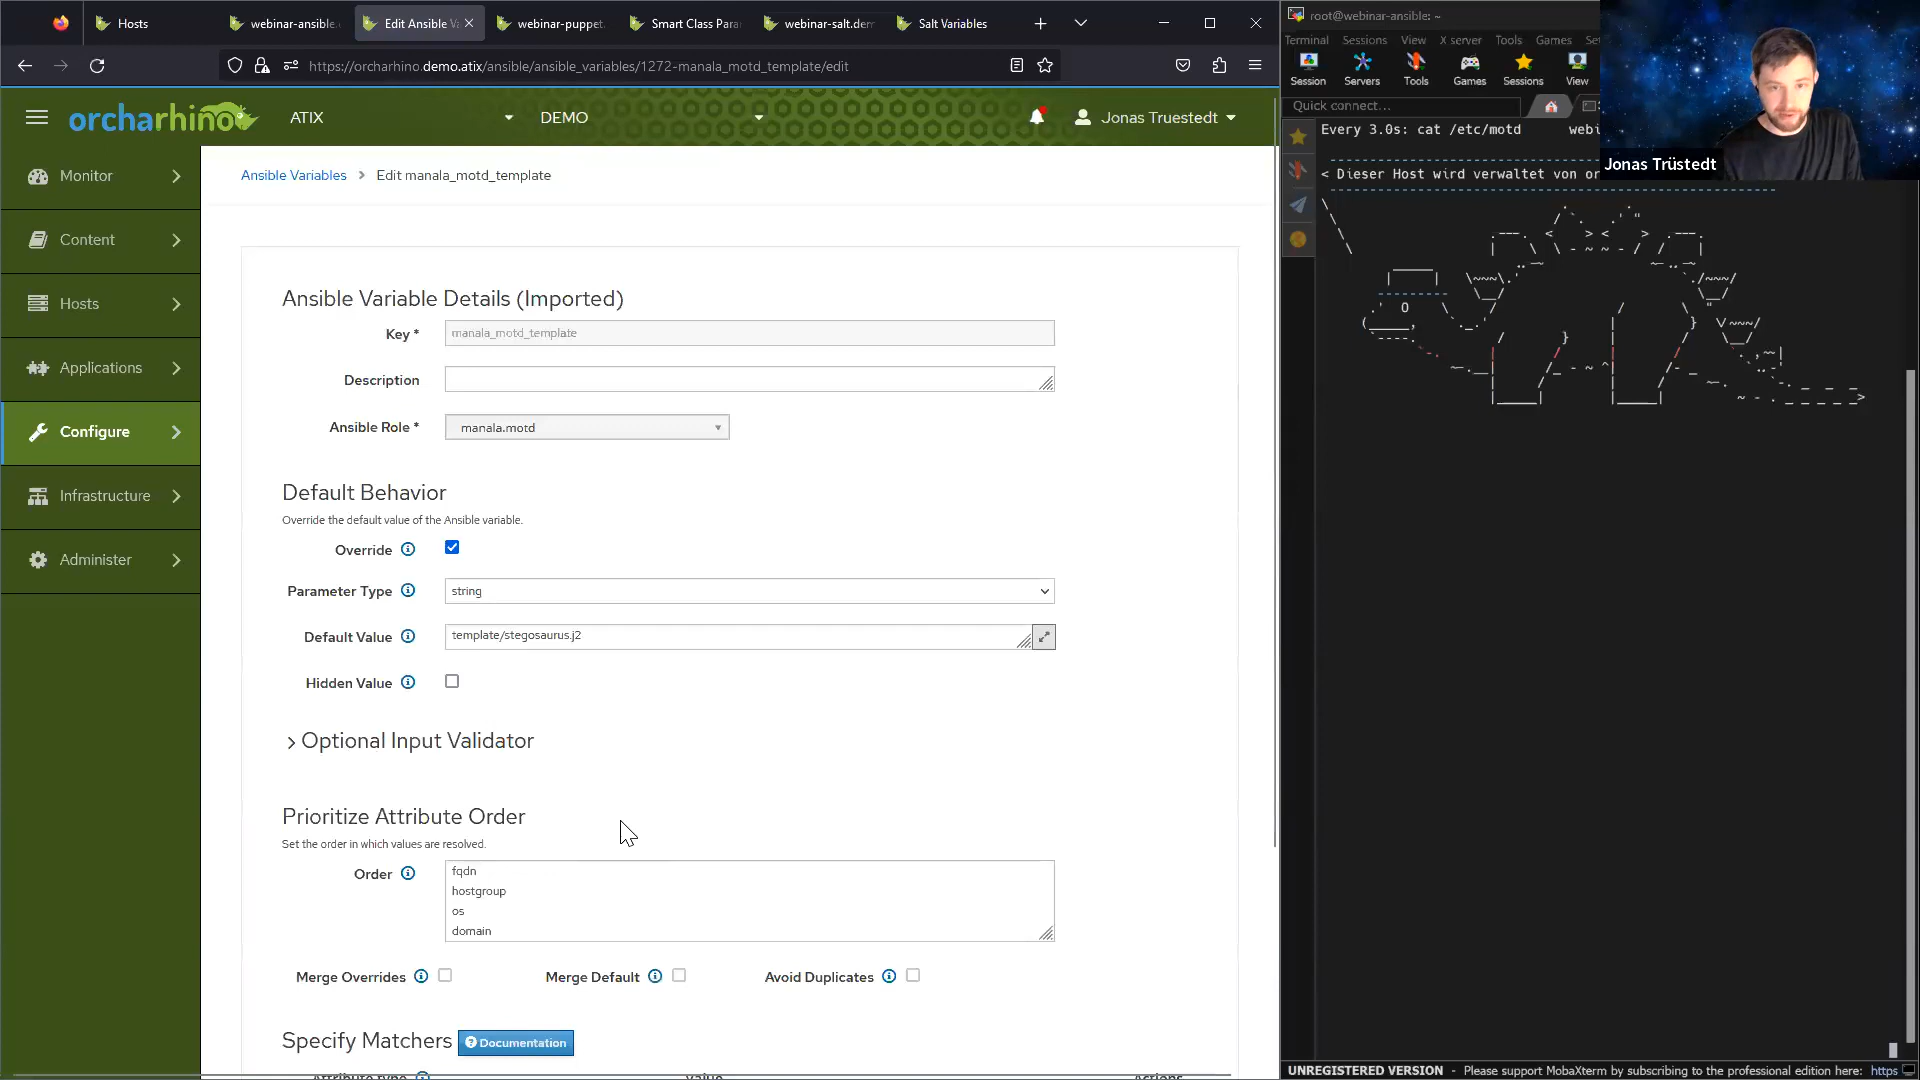 Hosts
webinar-ansible.
Edit Ansible Va
webinar-puppet.
Smart Class Para
webinar-salt.dem
Salt Variables
https://orcharhino.demo.atix/ansible/ansible_variables/1272-manala_motd_template/edit
orcharhino
ATIX
DEMO
Jonas Truestedt
Monitor
Content
Hosts
Applications
Configure
Infrastructure
Administer
Ansible Variables > Edit manala_motd_template
Ansible Variable Details (Imported)
Key *
manala_motd_template
Description
Ansible Role *
manala.motd
Default Behavior
Override the default value of the Ansible variable.
Override
Parameter Type
string
Default Value
template/stegosaurus.j2
Hidden Value
Optional Input Validator
Prioritize Attribute Order
Set the order in which values are resolved.
Order
fqdn
hostgroup
os
domain
Merge Overrides
Merge Default
Avoid Duplicates
Specify Matchers
Documentation
Attribute type
Value
Actions
root@webinar-ansible: ~
Terminal Sessions View X server Tools Games Set
Session Servers Tools Games Sessions View
Quick connect...
Every 3.0s: cat /etc/motd webi
< Dieser Host wird verwaltet von or
Jonas Trüstedt
UNREGISTERED VERSION - Please support MobaXterm by subscribing to the professional edition here: https